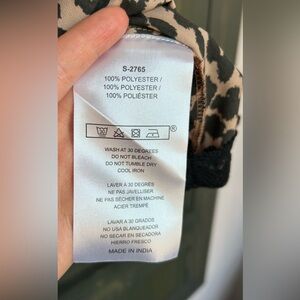 S-2765
100% POLYESTER /
100% POLYESTER /
100% POLIÉSTER
®
WASH AT 30 DEGREES
DO NOT BLEACH
DO NOT TUMBLE DRY
COOL IRON
LAVER À 30 DEGRÉS
NE PAS JAVELLISER
NE PAS SÉCHER EN MACHINE
ACIER TREMPÉ
LAVAR A 30 GRADOS
NO USA BLANQUEADOR
NO SECAR EN SECADORA
HIERRO FRESCO
MADE IN INDIA